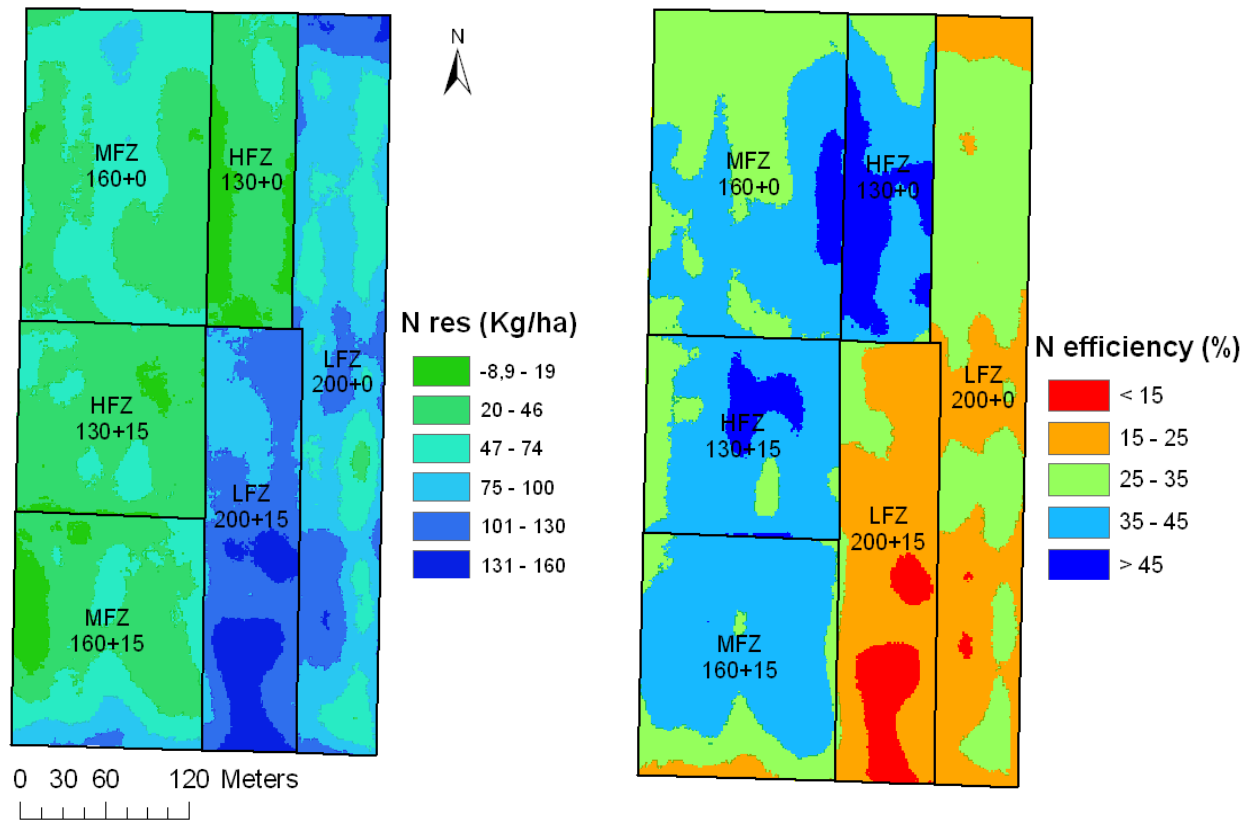 N
MFZ
160+0
HFZ
130+0
LFZ
200+0
HFZ
130+15
LFZ
200+15
MFZ
160+15
0 30 60 120 Meters
N res (Kg/ha)
-8,9 - 19
20 - 46
47 - 74
75 - 100
101 - 130
131 - 160
MFZ
160+0
HFZ
130+0
LFZ
200+0
HFZ
130+15
LFZ
200+15
MFZ
160+15
N efficiency (%)
< 15
15 - 25
25 - 35
35 - 45
> 45